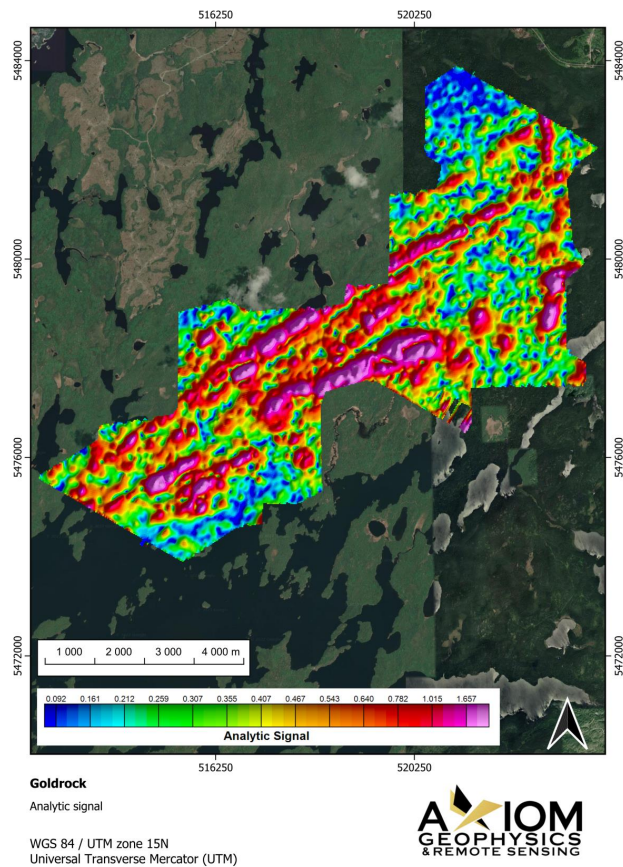 516250 520250
5484000 5484000
5480000 5480000
5476000 5476000
5472000 5472000
1 000 2 000 3 000 4 000 m
0.092 0.161 0.212 0.259 0.307 0.355 0.407 0.467 0.543 0.640 0.782 1.015 1.657
Analytic Signal
516250 520250
Goldrock
Analytic signal
WGS 84 / UTM zone 15N
Universal Transverse Mercator (UTM)
AXIOM
GEOPHYSICS
& REMOTE SENSING